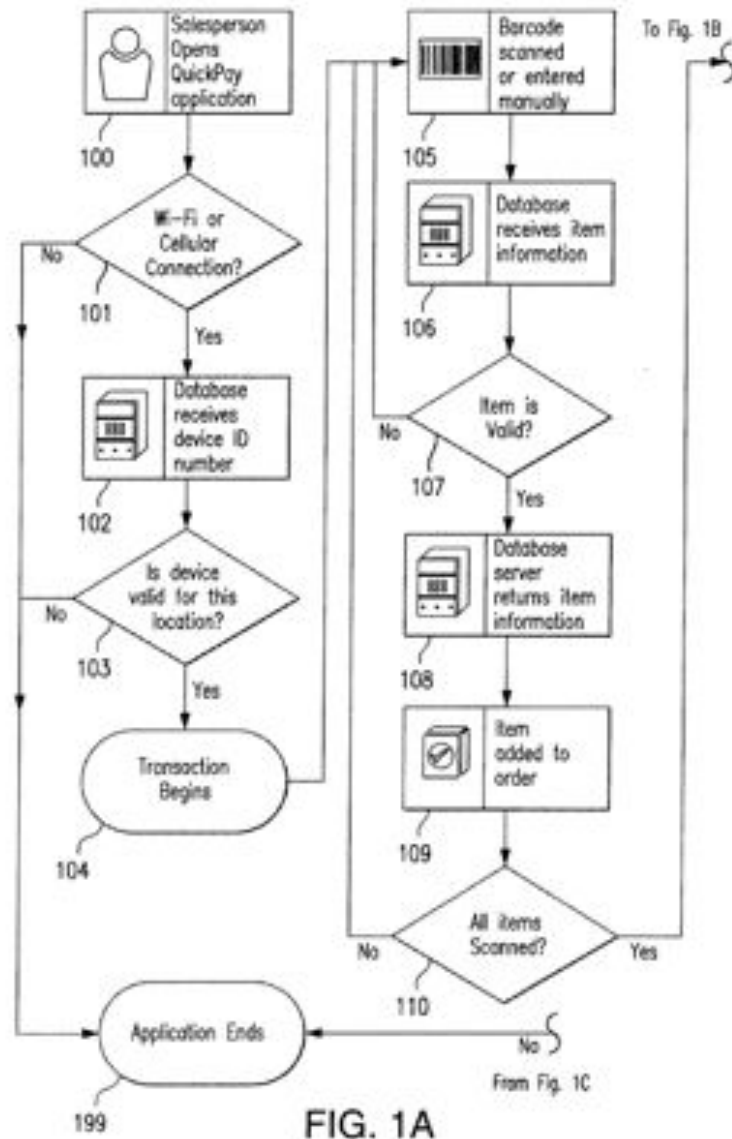 Salesperson
Opens
QuickPay
application
100
Wi-Fi or
Cellular
Connection?
No
101
Yes
Database
receives
device ID
number
102
Is device
valid for this
location?
No
103
Yes
Transaction
Begins
104
Application Ends
199
Barcode
scanned
or entered
manually
105
To Fig. 1B
Database
receives item
information
106
Item is
Valid?
No
107
Yes
Database
server
returns item
information
108
Item
added to
order
109
All items
Scanned?
No
Yes
110
No
From Fig. 1C
FIG. 1A